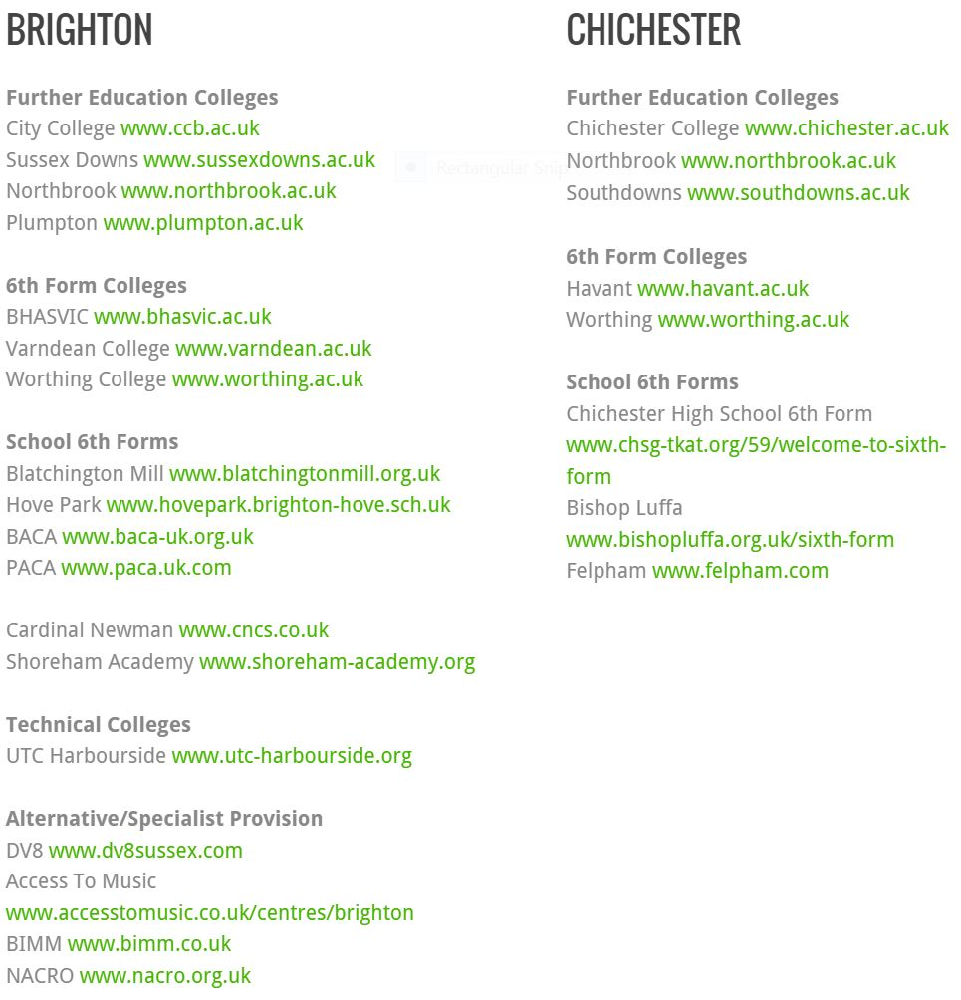 BRIGHTON
Further Education Colleges
City College www.ccb.ac.uk
Sussex Downs www.sussexdowns.ac.uk
Northbrook www.northbrook.ac.uk
Plumpton www.plumpton.ac.uk
6th Form Colleges
BHASVIC www.bhasvic.ac.uk
Varndean College www.varndean.ac.uk
Worthing College www.worthing.ac.uk
School 6th Forms
Blatchington Mill www.blatchingtonmill.org.uk
Hove Park www.hovepark.brighton-hove.sch.uk
BACA www.baca-uk.org.uk
PACA www.paca.uk.com
Cardinal Newman www.cncs.co.uk
Shoreham Academy www.shoreham-academy.org
Technical Colleges
UTC Harbourside www.utc-harbourside.org
Alternative/Specialist Provision
DV8 www.dv8sussex.com
Access To Music
www.accesstomusic.co.uk/centres/brighton
BIMM www.bimm.co.uk
NACRO www.nacro.org.uk
Rectangular Snip
CHICHESTER
Further Education Colleges
Chichester College www.chichester.ac.uk
Northbrook www.northbrook.ac.uk
Southdowns www.southdowns.ac.uk
6th Form Colleges
Havant www.havant.ac.uk
Worthing www.worthing.ac.uk
School 6th Forms
Chichester High School 6th Form
www.chsg-tkat.org/59/welcome-to-sixth-
form
Bishop Luffa
www.bishopluffa.org.uk/sixth-form
Felpham www.felpham.com